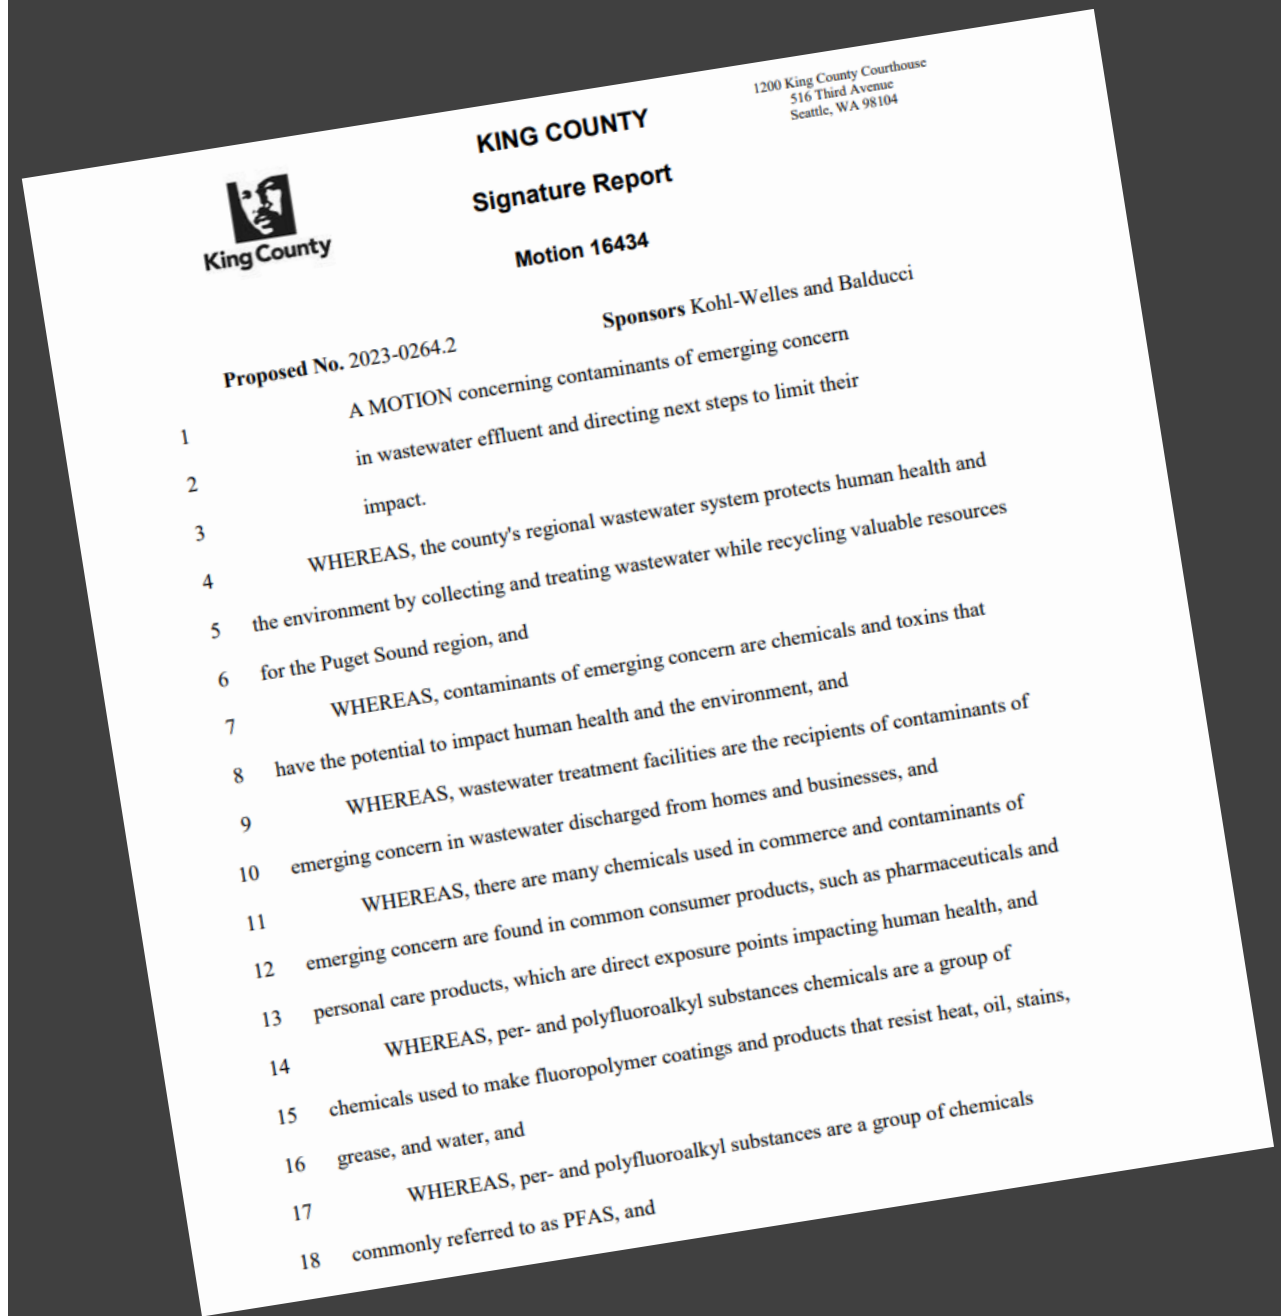 1200 King County Courthouse
516 Third Avenue
Seattle, WA 98104
KING COUNTY
Signature Report
Motion 16434
King County
Proposed No. 2023-0264.2 Sponsors Kohl-Welles and Balducci
1 A MOTION concerning contaminants of emerging concern
2 in wastewater effluent and directing next steps to limit their
3 impact.
4 WHEREAS, the county's regional wastewater system protects human health and
5 the environment by collecting and treating wastewater while recycling valuable resources
6 for the Puget Sound region, and
7 WHEREAS, contaminants of emerging concern are chemicals and toxins that
8 have the potential to impact human health and the environment, and
9 WHEREAS, wastewater treatment facilities are the recipients of contaminants of
10 emerging concern in wastewater discharged from homes and businesses, and
11 WHEREAS, there are many chemicals used in commerce and contaminants of
12 emerging concern are found in common consumer products, such as pharmaceuticals and
13 personal care products, which are direct exposure points impacting human health, and
14 WHEREAS, per- and polyfluoroalkyl substances chemicals are a group of
15 chemicals used to make fluoropolymer coatings and products that resist heat, oil, stains,
16 grease, and water, and
17 WHEREAS, per- and polyfluoroalkyl substances are a group of chemicals
18 commonly referred to as PFAS, and